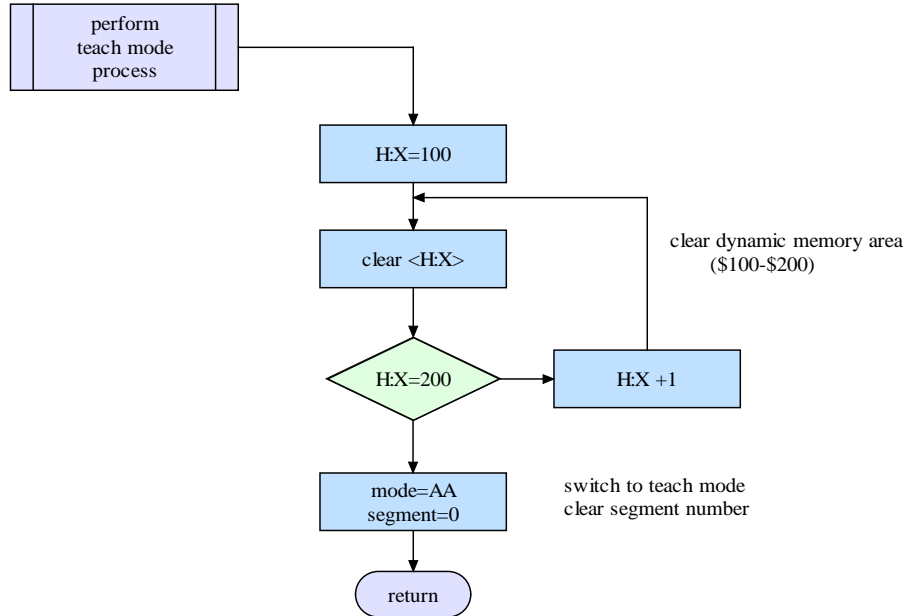 perform
teach mode
process
H:X=100
clear <H:X>
clear dynamic memory area
($100-$200)
H:X=200
H:X +1
mode=AA
segment=0
switch to teach mode
clear segment number
return